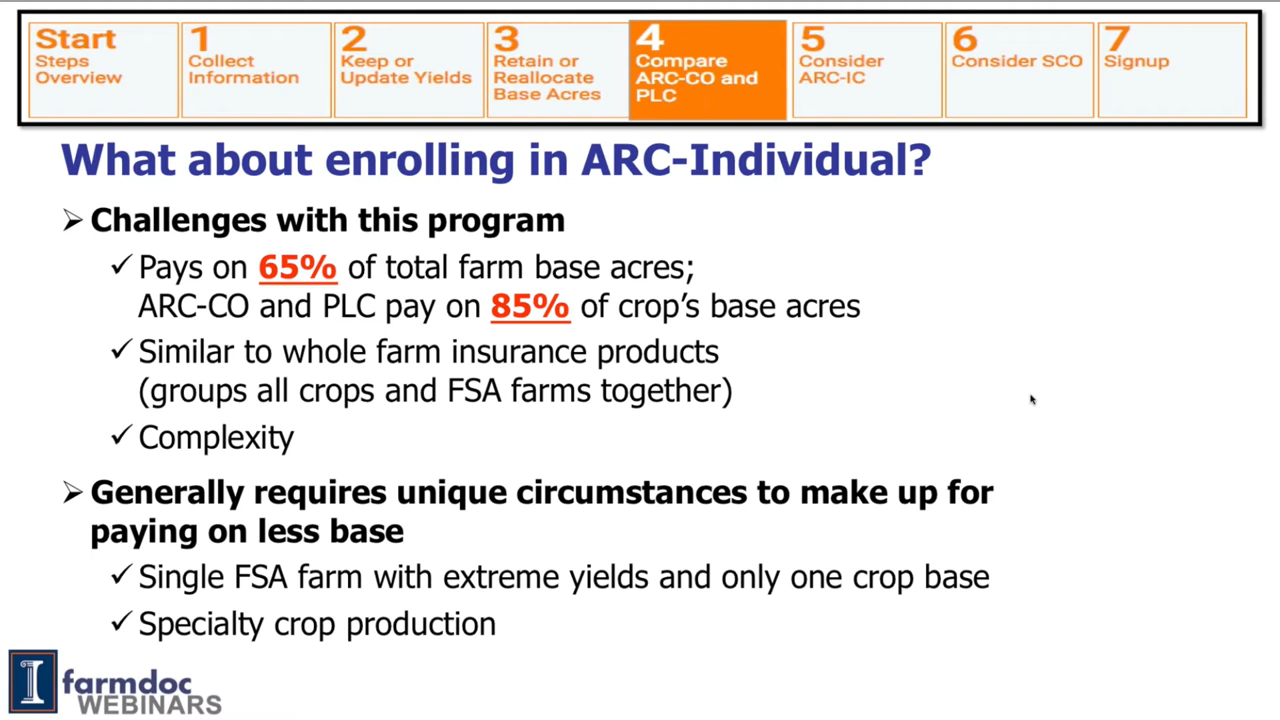 Start
Steps
Overview
1
Collect
Information
2
Keep or
Update Yields
3
Retain or
Reallocate
Base Acres
4
Compare
ARC-CO and
PLC
5
Consider
ARC-IC
6
Consider SCO
7
Signup
What about enrolling in ARC-Individual?
Challenges with this program
Pays on 65% of total farm base acres;
ARC-CO and PLC pay on 85% of crop’s base acres
Similar to whole farm insurance products
(groups all crops and FSA farms together)
Complexity
Generally requires unique circumstances to make up for
paying on less base
Single FSA farm with extreme yields and only one crop base
Specialty crop production
I
farmdoc
WEBINARS